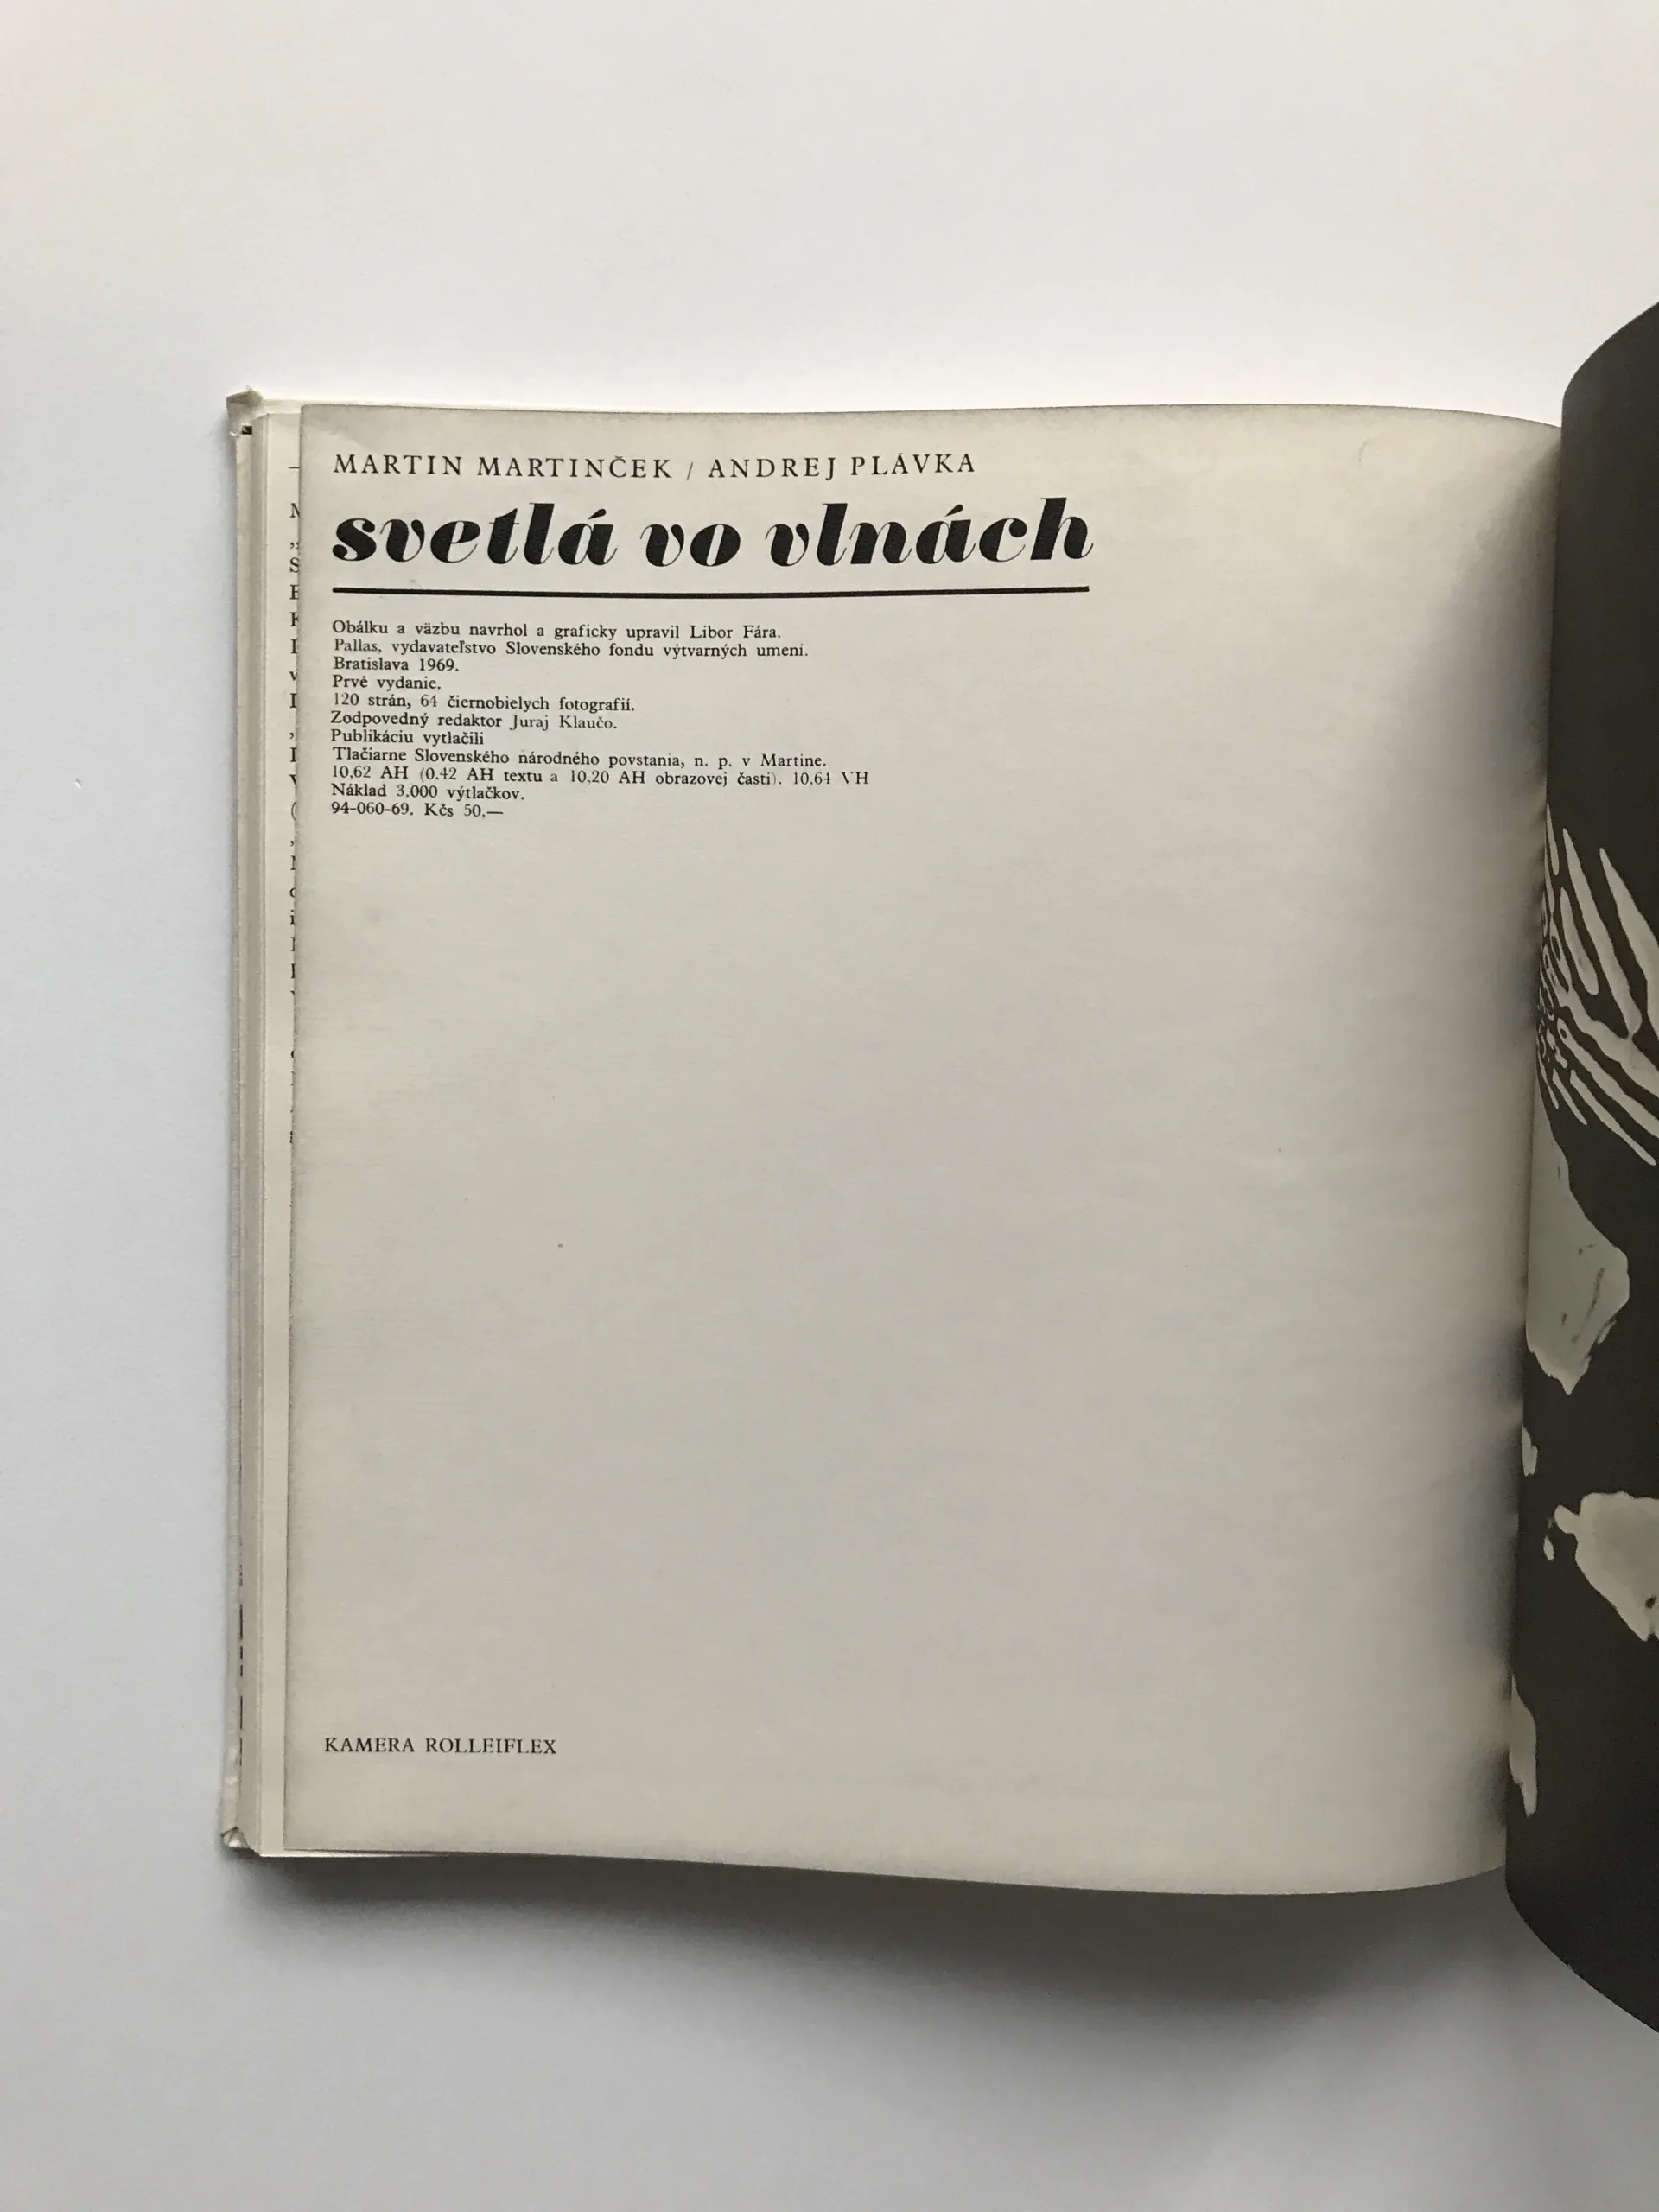 MARTIN MARTINČEK / ANDREJ PLÁVKA
svetlá vo vlnách
Obálku a väzbu navrhol a graficky upravil Libor Fára.
Pallas, vydavateľstvo Slovenského fondu výtvarných umení.
Bratislava 1969.
Prvé vydanie.
120 strán, 64 čiernobielych fotografií.
Zodpovedný redaktor Juraj Klaučo.
Publikáciu vytlačili
Tlačiarne Slovenského národného povstania, n. p. v Martine.
10,62 AH (0.42 AH textu a 10,20 AH obrazovej časti). 10.64 VH
Náklad 3.000 výtlačkov.
94-060-69. Kčs 50,—
KAMERA ROLLEIFLEX